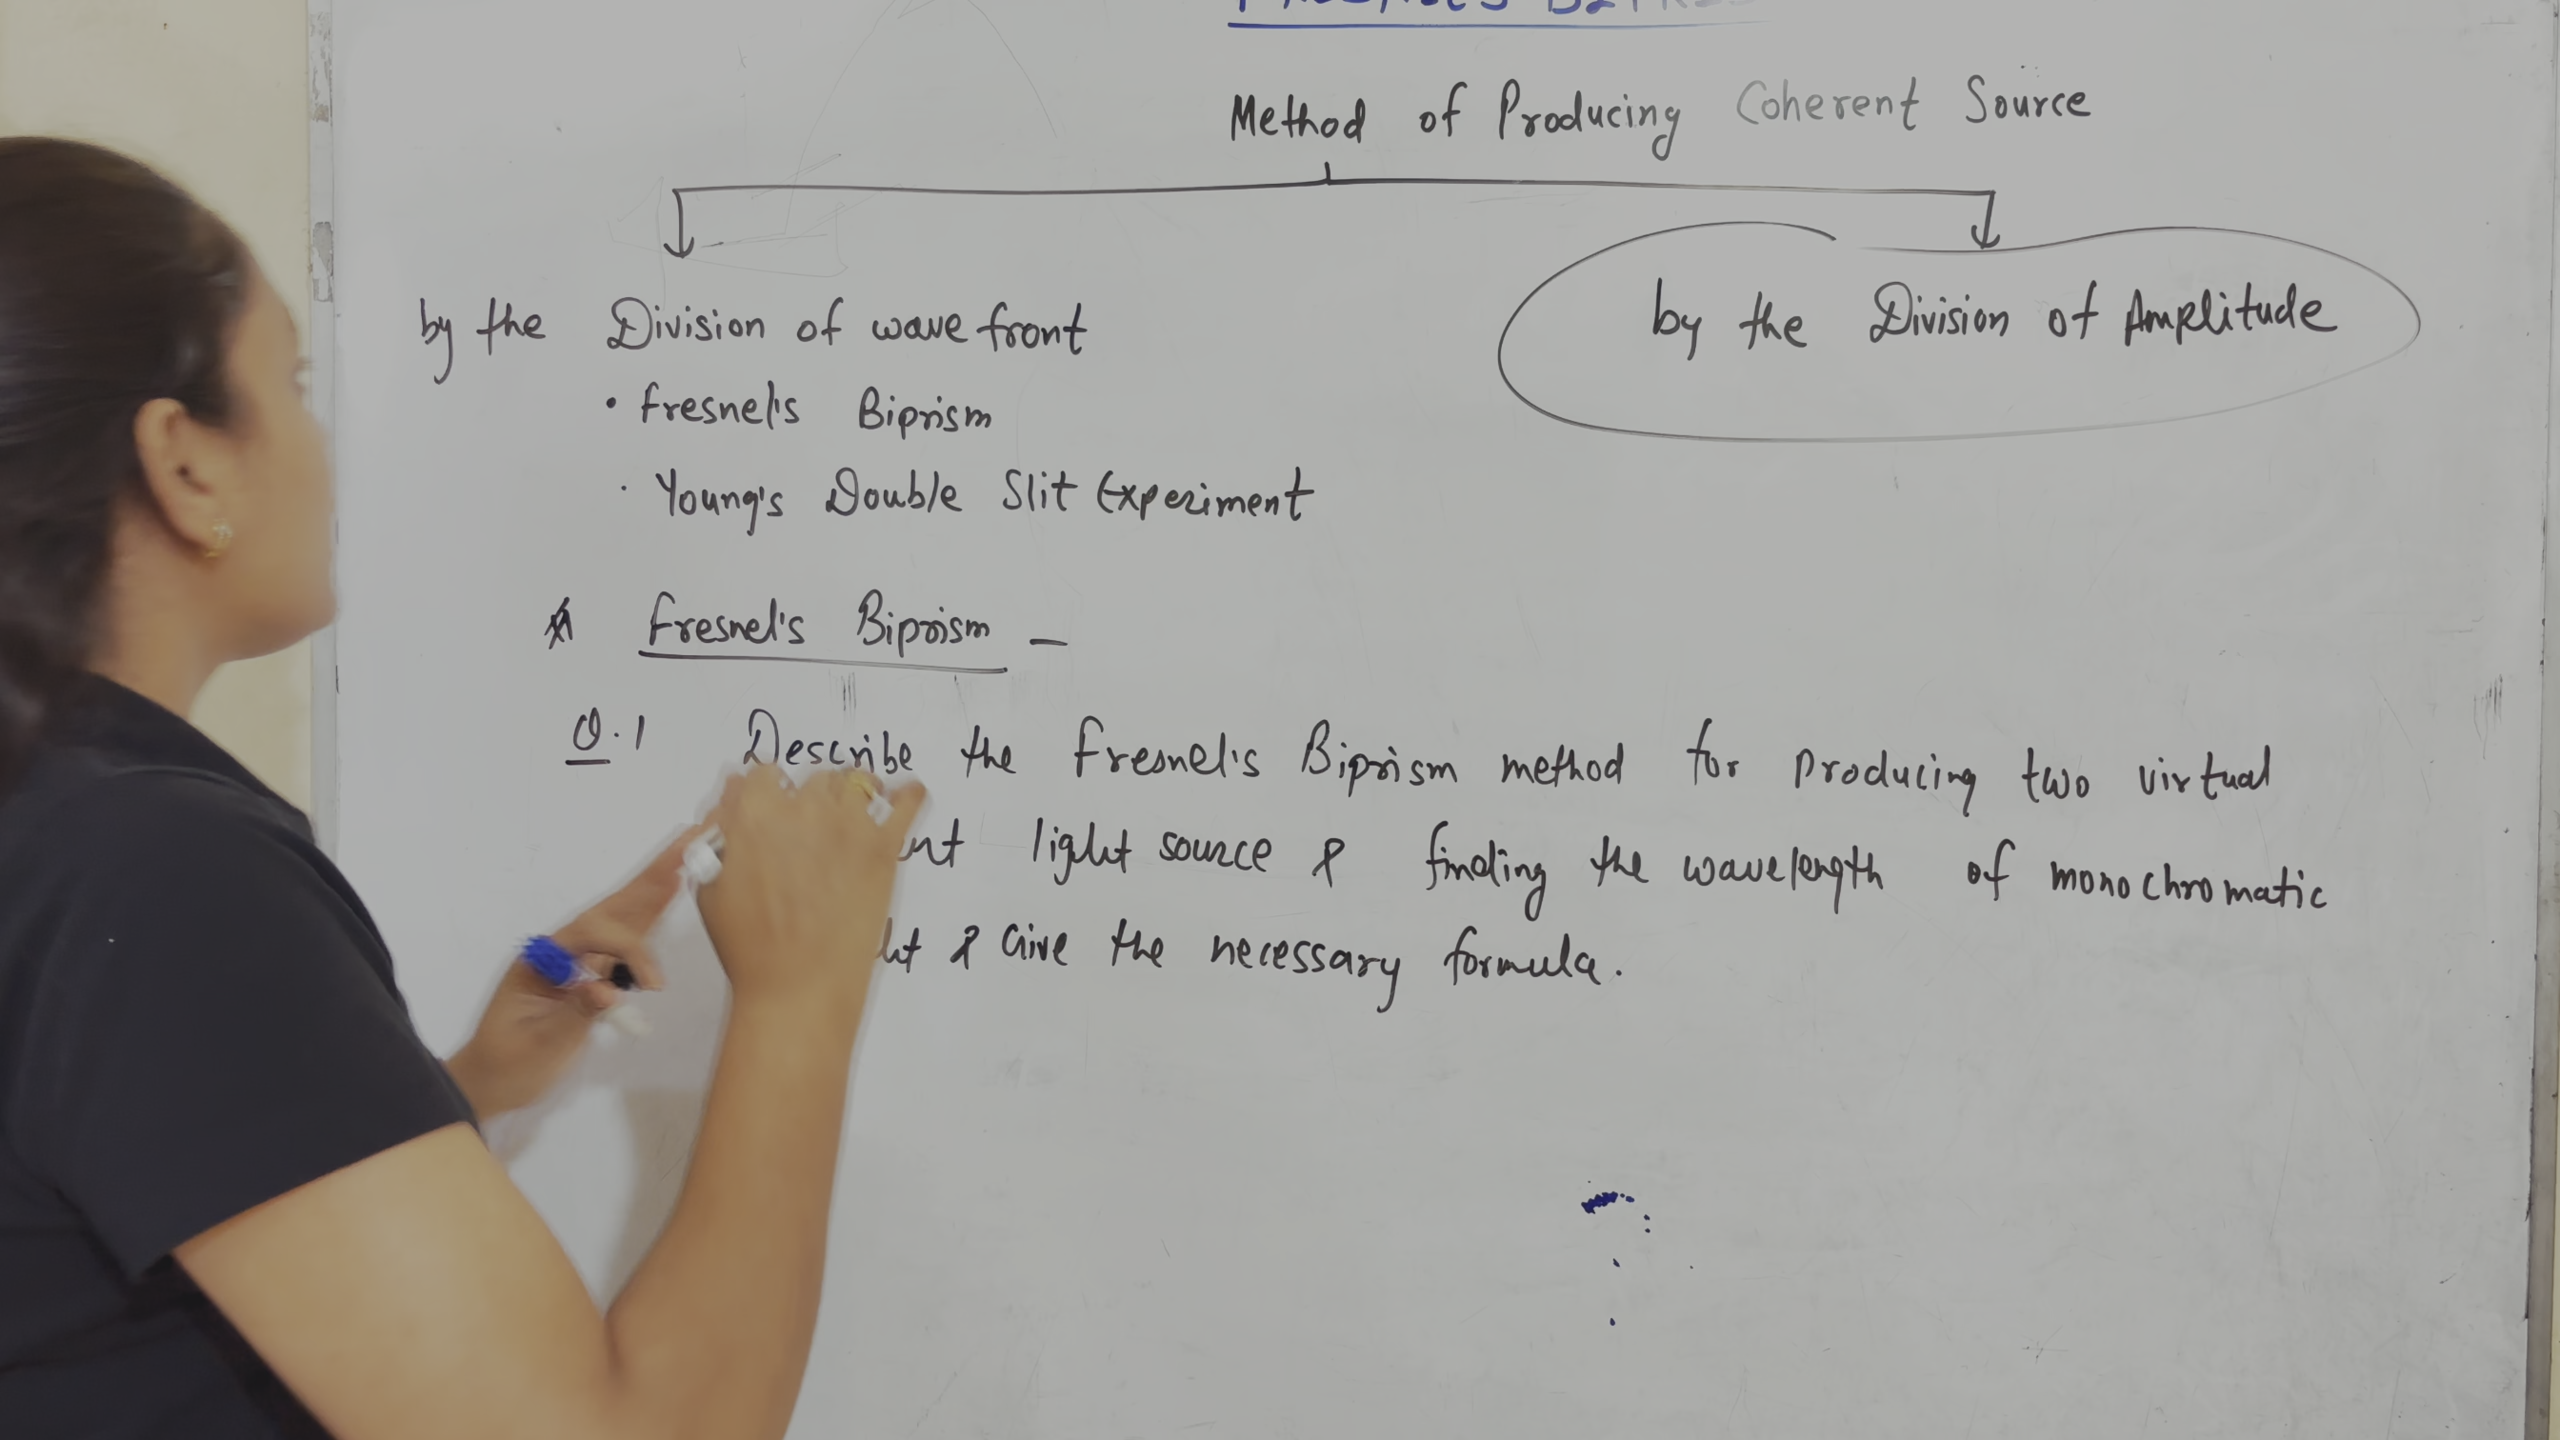 Method of Producing Coherent Source
by the Division of wave front
by the Division of Amplitude
• Fresnel's Biprism
• Young's Double Slit Experiment
* Fresnel's Biprism —
Q.1 Describe the Fresnel's Biprism method for producing two virtual
light source & finding the wavelength of monochromatic
& Give the necessary formula.